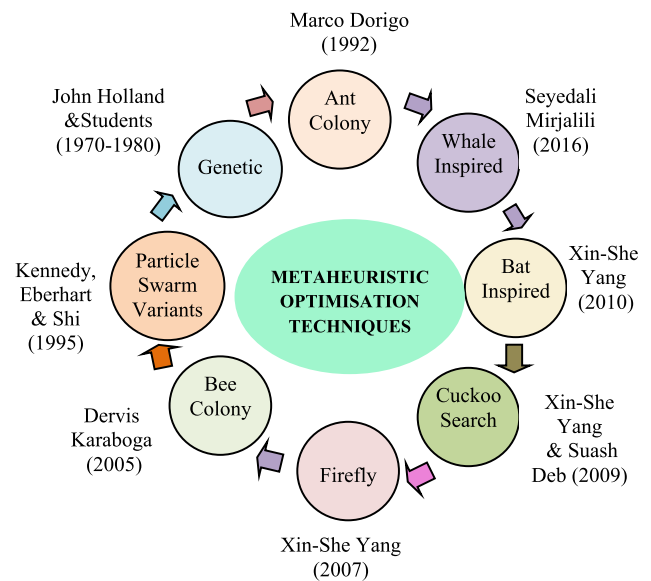 Marco Dorigo
(1992)
Ant
Colony
Seyedali
Mirjalili
(2016)
Whale
Inspired
Xin-She
Yang
(2010)
Bat
Inspired
Xin-She
Yang
& Suash
Deb (2009)
Cuckoo
Search
Firefly
Xin-She Yang
(2007)
Bee
Colony
Dervis
Karaboga
(2005)
Particle
Swarm
Variants
Kennedy,
Eberhart
& Shi
(1995)
Genetic
John Holland
&Students
(1970-1980)
METAHEURISTIC
OPTIMISATION
TECHNIQUES